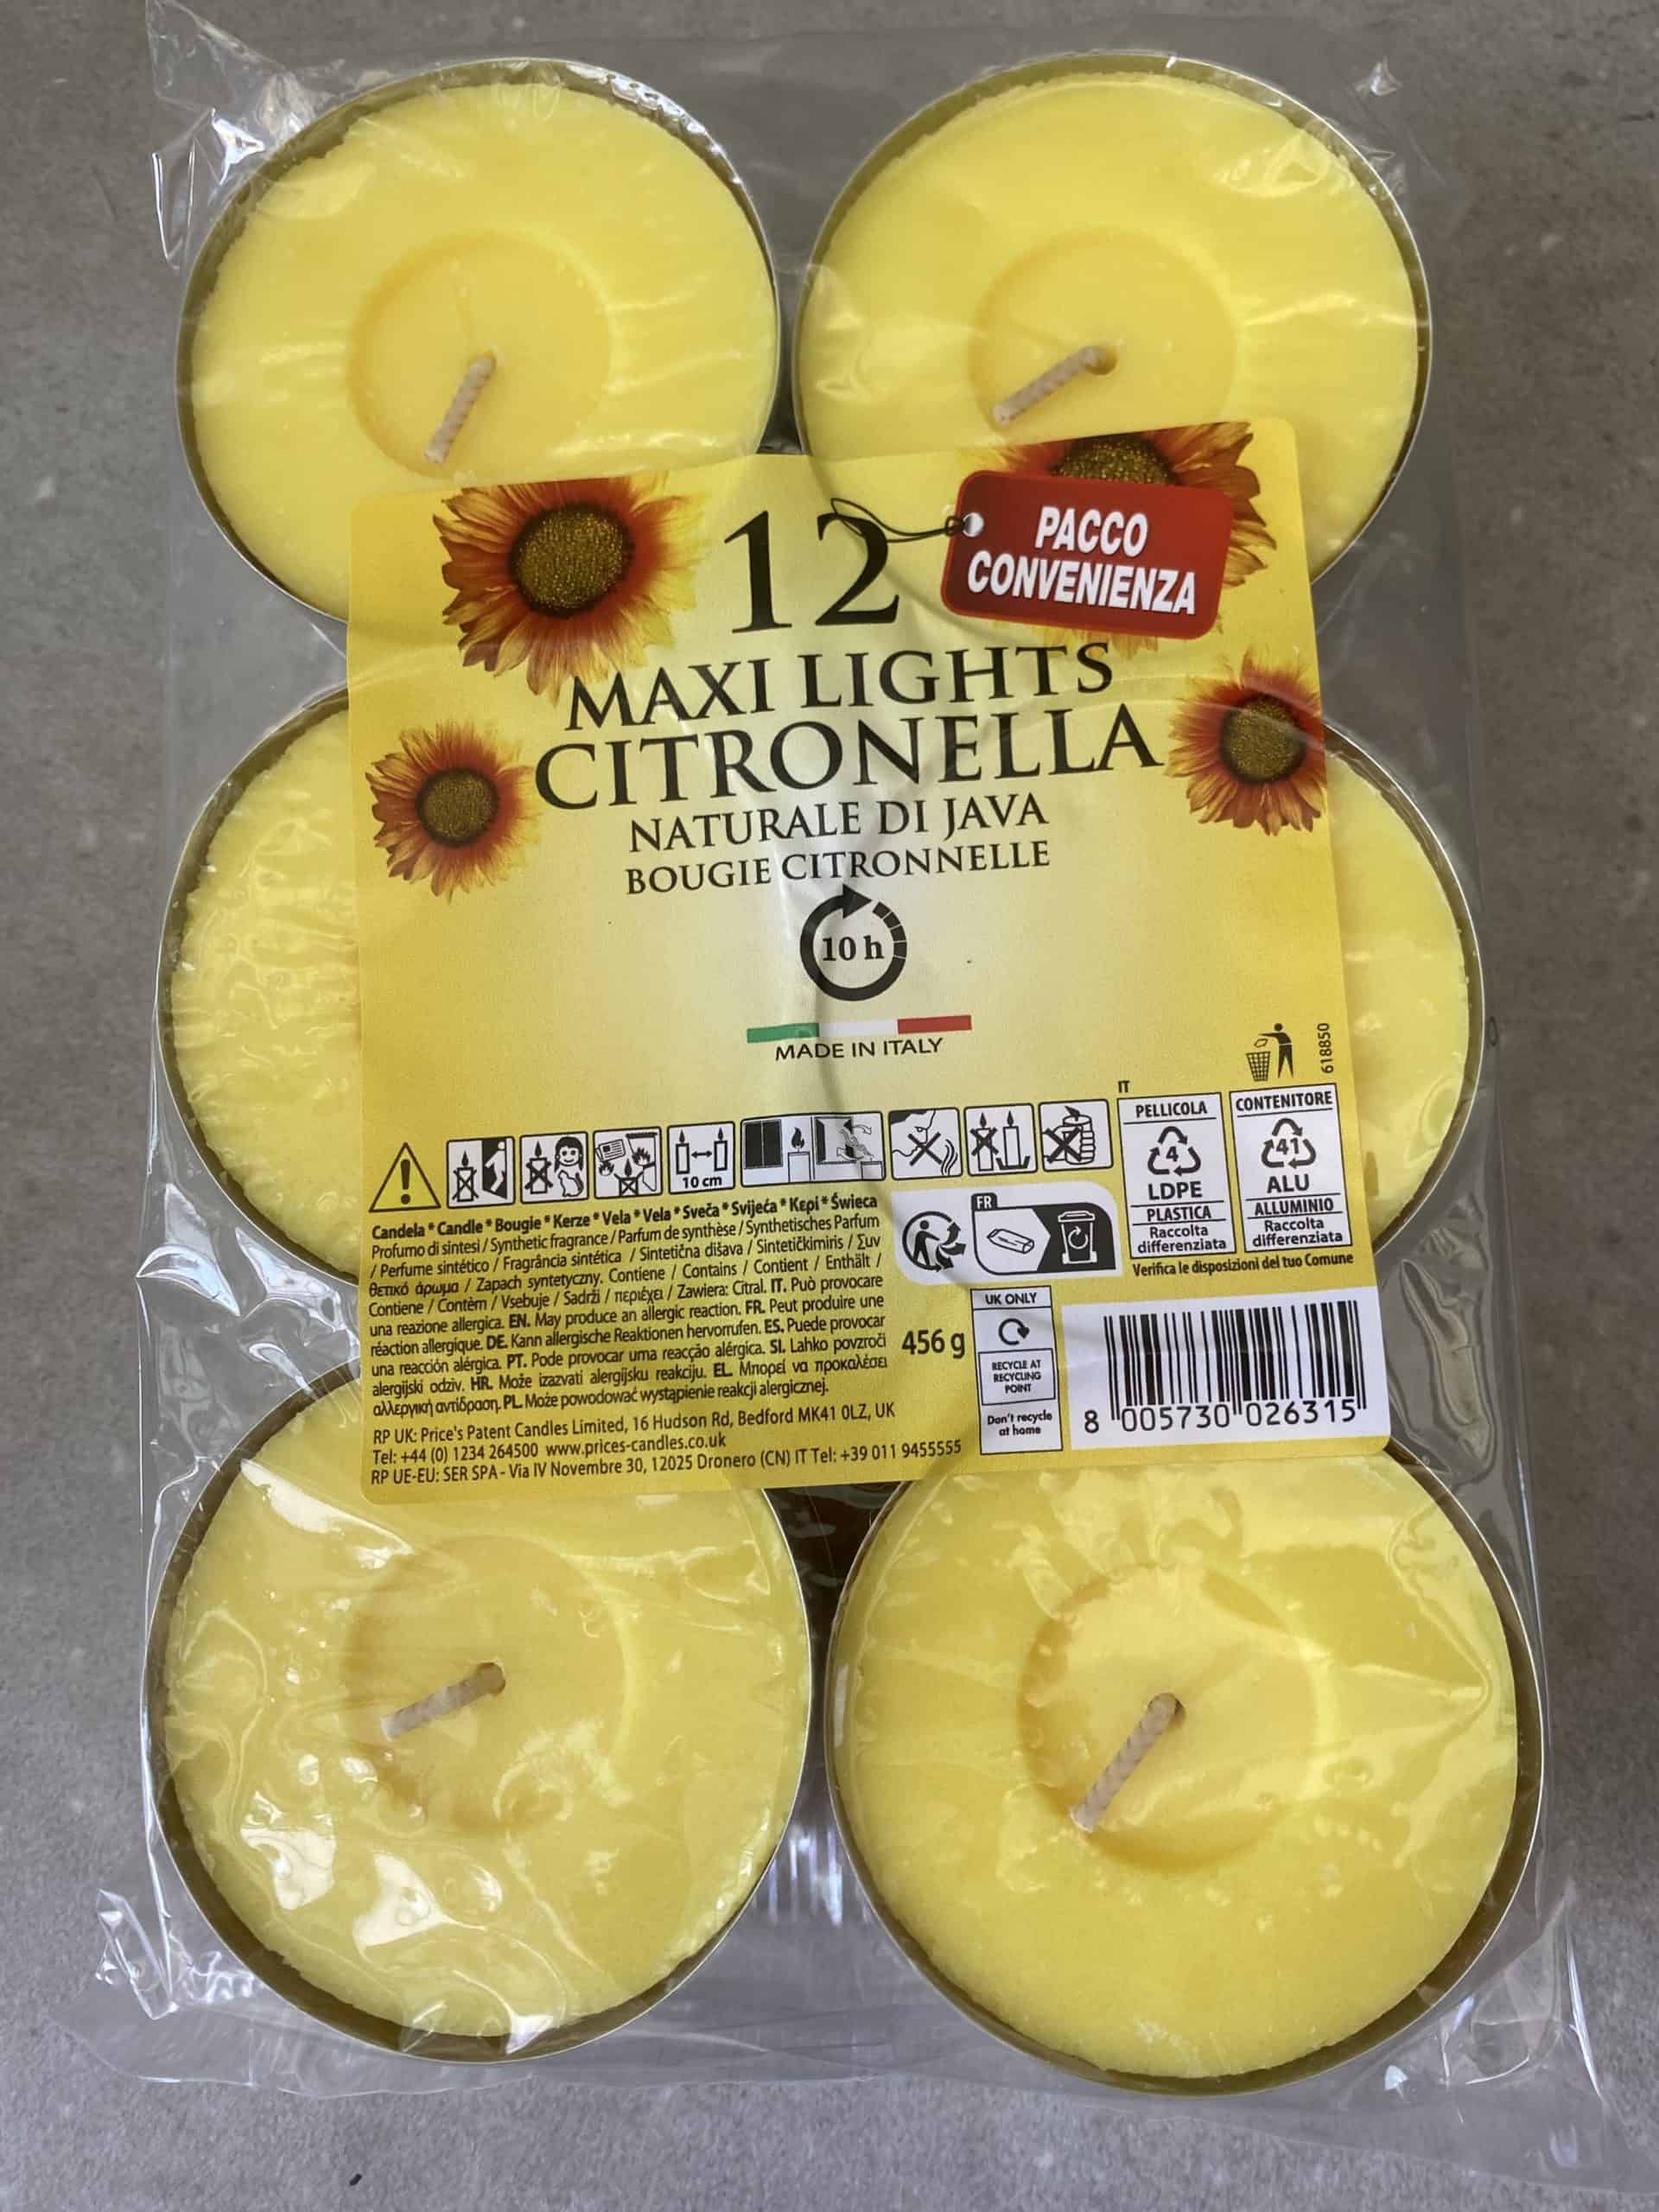 12
PACCO
CONVENIENZA
MAXI LIGHTS
CITRONELLA
NATURALE DI JAVA
BOUGIE CITRONNELLE
10 h
MADE IN ITALY
618850
10 cm
IT
PELLICOLA
4
LDPE
PLASTICA
Raccolta
differenziata
CONTENITORE
41
ALU
ALLUMINIO
Raccolta
differenziata
Verifica le disposizioni del tuo Comune
FR
Candela * Candle * Bougie * Kerze * Vela * Vela * Sveča * Svijeća * Κερί * Świeca
Profumo di sintesi / Synthetic fragrance / Parfum de synthèse / Synthetisches Parfum
/ Perfume sintético / Fragrância sintética / Sintetična dišava / Sintetičkimiris / Συν
θετικό άρωμα / Zapach syntetyczny. Contiene / Contains / Contient / Enthält /
Contiene / Contèm / Vsebuje / Sadrži / περιέχει / Zawiera: Citral. IT. Può provocare
una reazione allergica. EN. May produce an allergic reaction. FR. Peut produire une
réaction allergique. DE. Kann allergische Reaktionen hervorrufen. ES. Puede provocar
una reacción alérgica. PT. Pode provocar uma reacção alérgica. SI. Lahko povzroči
alergijski odziv. HR. Može izazvati alergijsku reakciju. EL. Μπορεί να προκαλέσει
αλλεργική αντίδραση. PL. Może powodować wystąpienie reakcji alergicznej.
456 g
UK ONLY
RECYCLE AT
RECYCLING
POINT
Don't recycle
at home
8 005730 026315
RP UK: Price's Patent Candles Limited, 16 Hudson Rd, Bedford MK41 0LZ, UK
Tel: +44 (0) 1234 264500 www.prices-candles.co.uk
RP UE-EU: SER SPA - Via IV Novembre 30, 12025 Dronero (CN) IT Tel: +39 011 9455555